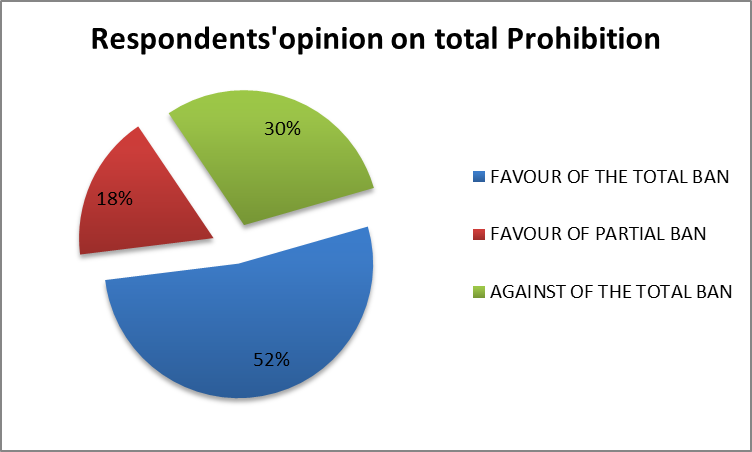 Respondents'opinion on total Prohibition
30%
18%
52%
FAVOUR OF THE TOTAL BAN
FAVOUR OF PARTIAL BAN
AGAINST OF THE TOTAL BAN